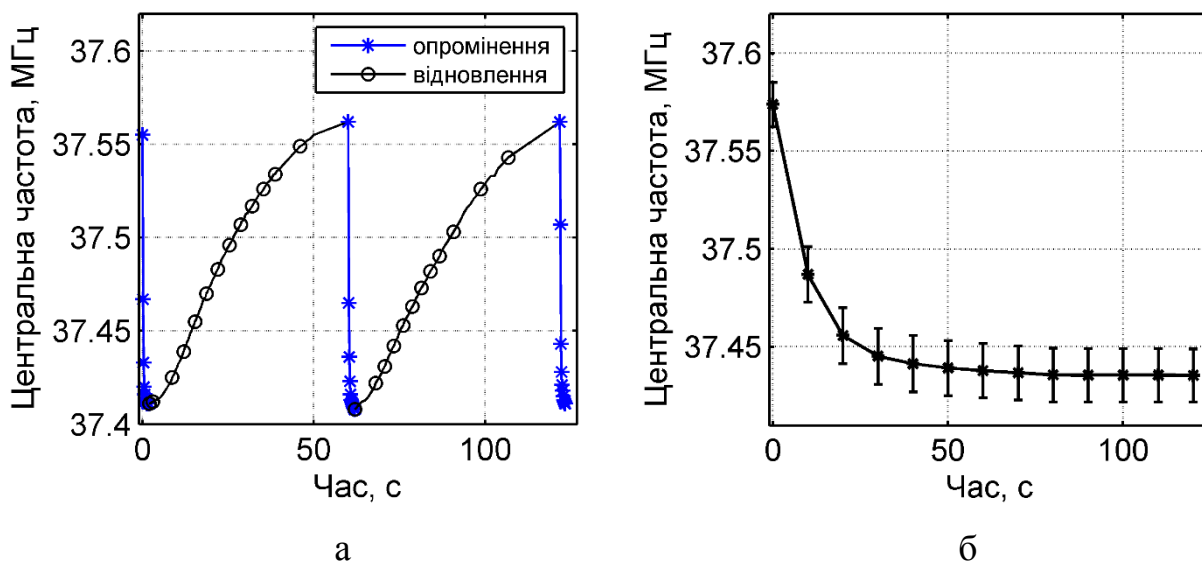 Центральна частота, МГц
37.6
37.55
37.5
37.45
37.4
опромінення
відновлення
0
50
100
Час, с
а
Центральна частота, МГц
37.6
37.55
37.5
37.45
0
50
100
Час, с
б